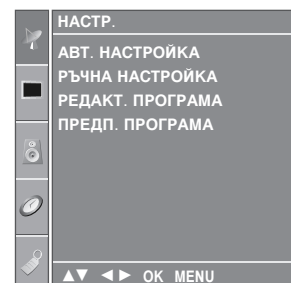 НАСТР.
АВТ. НАСТРОЙКА
РЪЧНА НАСТРОЙКА
РЕДАКТ. ПРОГРАМА
ПРЕДП. ПРОГРАМА
▲▼ ◄► OK MENU